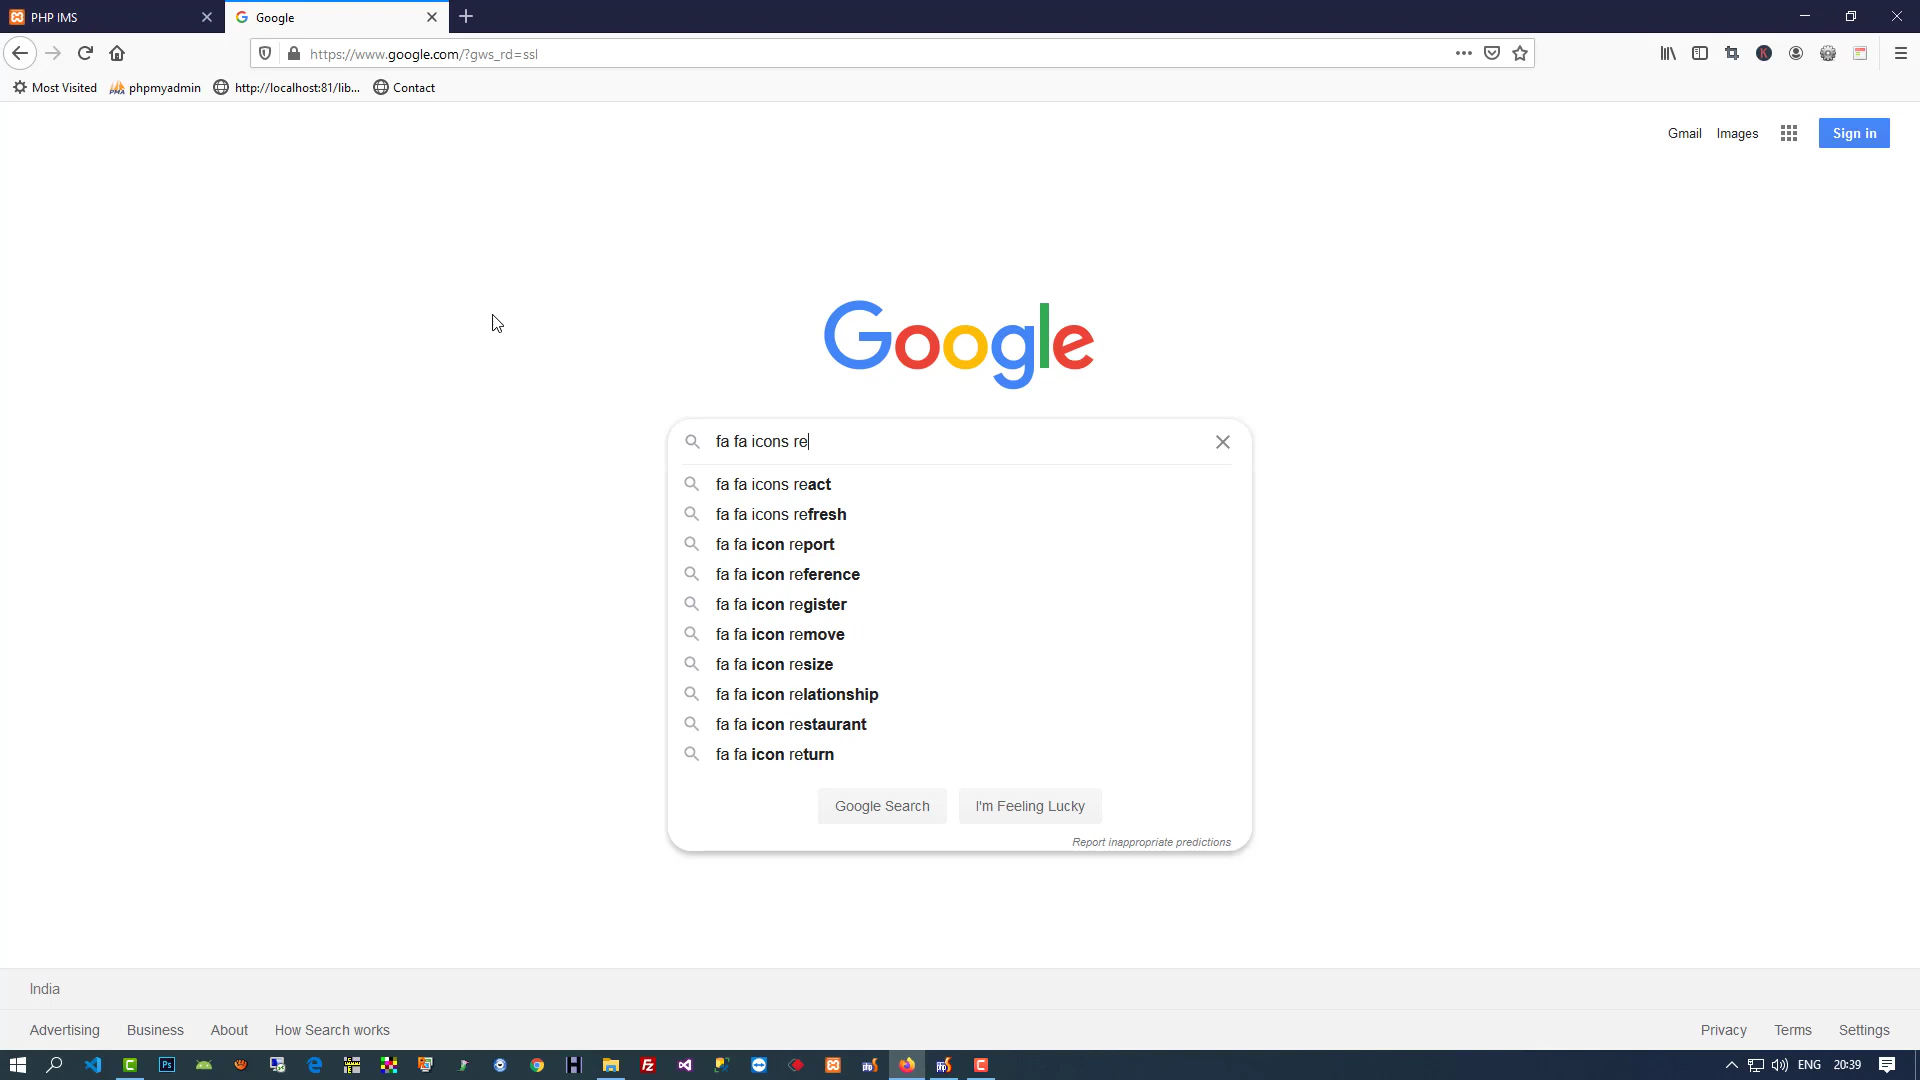 PHP IMS
Google
https://www.google.com/?gws_rd=ssl
Most Visited
phpmyadmin
http://localhost:81/lib...
Contact
Gmail
Images
Sign in
Google
fa fa icons re
fa fa icons react
fa fa icons refresh
fa fa icon report
fa fa icon reference
fa fa icon register
fa fa icon remove
fa fa icon resize
fa fa icon relationship
fa fa icon restaurant
fa fa icon return
Google Search
I'm Feeling Lucky
Report inappropriate predictions
India
Advertising
Business
About
How Search works
Privacy
Terms
Settings
ENG
20:39